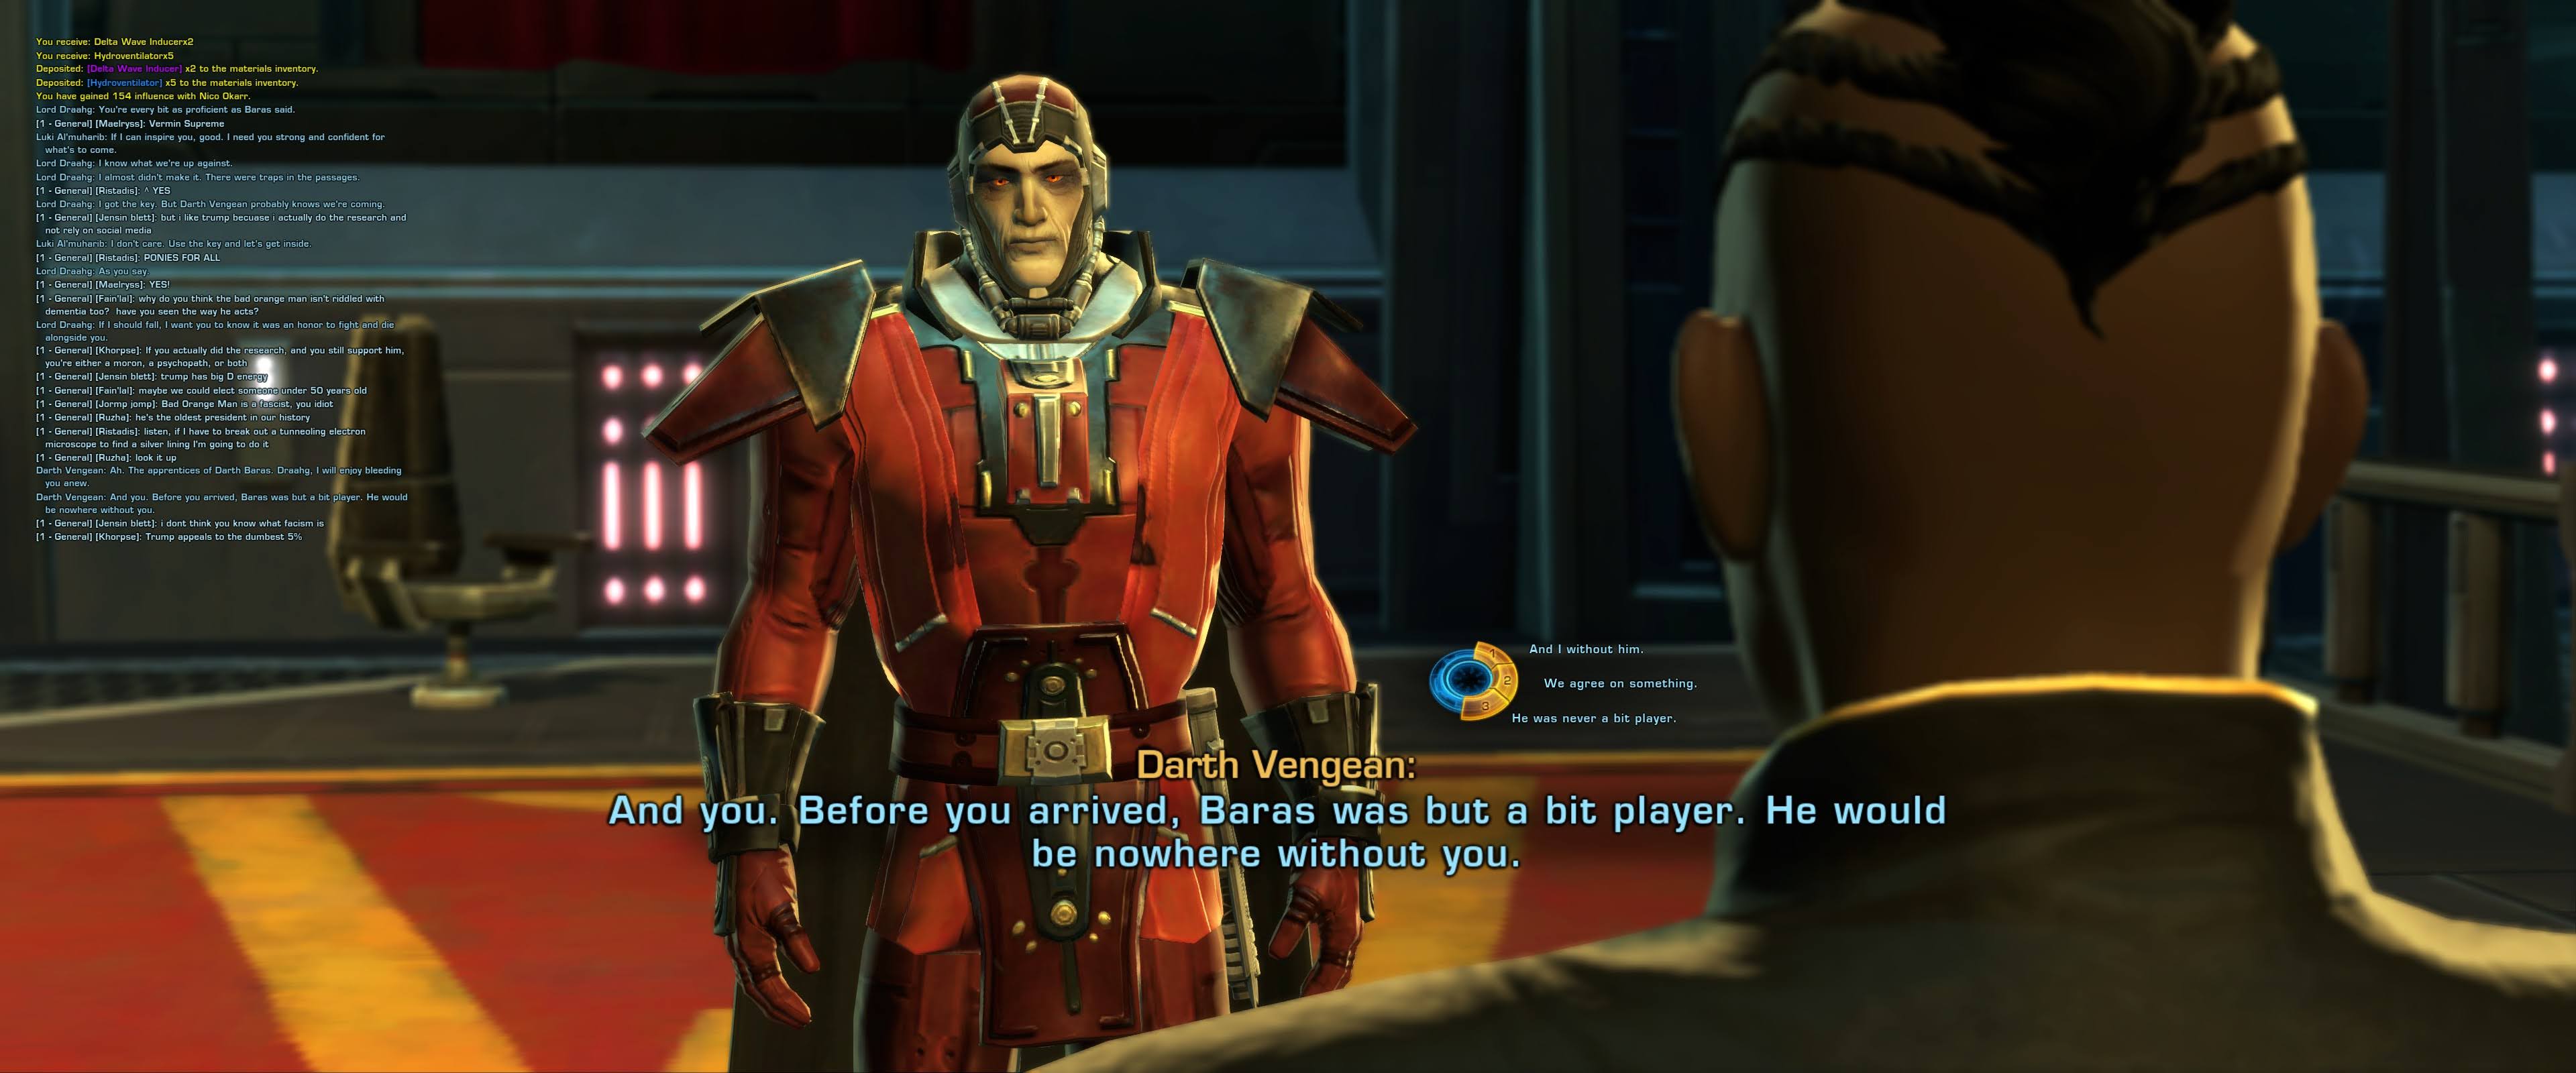 You receive: Delta Wave Inducerx2
You receive: Hydroventilatorx5
Deposited: [Delta Wave Inducer] x2 to the materials inventory.
Deposited: [Hydroventilator] x5 to the materials inventory.
You have gained 154 influence with Nico Okarr.
Lord Draahg: You're every bit as proficient as Baras said.
[1 - General] [Maelryss]: Vermin Supreme
Luki Al'muharib: If I can inspire you, good. I need you strong and confident for
what's to come.
Lord Draahg: I know what we're up against.
Lord Draahg: I almost didn't make it. There were traps in the passages.
[1 - General] [Ristadis]: ^ YES
Lord Draahg: I got the key. But Darth Vengean probably knows we're coming.
[1 - General] [Jensin blett]: but i like trump becuase i actually do the research and
not rely on social media
Luki Al'muharib: I don't care. Use the key and let's get inside.
[1 - General] [Ristadis]: PONIES FOR ALL
Lord Draahg: As you say.
[1 - General] [Maelryss]: YES!
[1 - General] [Fain'lal]: why do you think the bad orange man isn't riddled with
dementia too?  have you seen the way he acts?
Lord Draahg: If I should fall, I want you to know it was an honor to fight and die
alongside you.
[1 - General] [Khorpse]: If you actually did the research, and you still support him,
you're either a moron, a psychopath, or both
[1 - General] [Jensin blett]: trump has big D energy
[1 - General] [Fain'lal]: maybe we could elect someone under 50 years old
[1 - General] [Jormp jomp]: Bad Orange Man is a fascist, you idiot
[1 - General] [Ruzha]: he's the oldest president in our history
[1 - General] [Ristadis]: listen, if I have to break out a tunneoling electron
microscope to find a silver lining I'm going to do it
[1 - General] [Ruzha]: look it up
Darth Vengean: Ah. The apprentices of Darth Baras. Draahg, I will enjoy bleeding
you anew.
Darth Vengean: And you. Before you arrived, Baras was but a bit player. He would
be nowhere without you.
[1 - General] [Jensin blett]: i dont think you know what facism is
[1 - General] [Khorpse]: Trump appeals to the dumbest 5%
1 And I without him.
2 We agree on something.
3 He was never a bit player.
Darth Vengean:
And you. Before you arrived, Baras was but a bit player. He would
be nowhere without you.